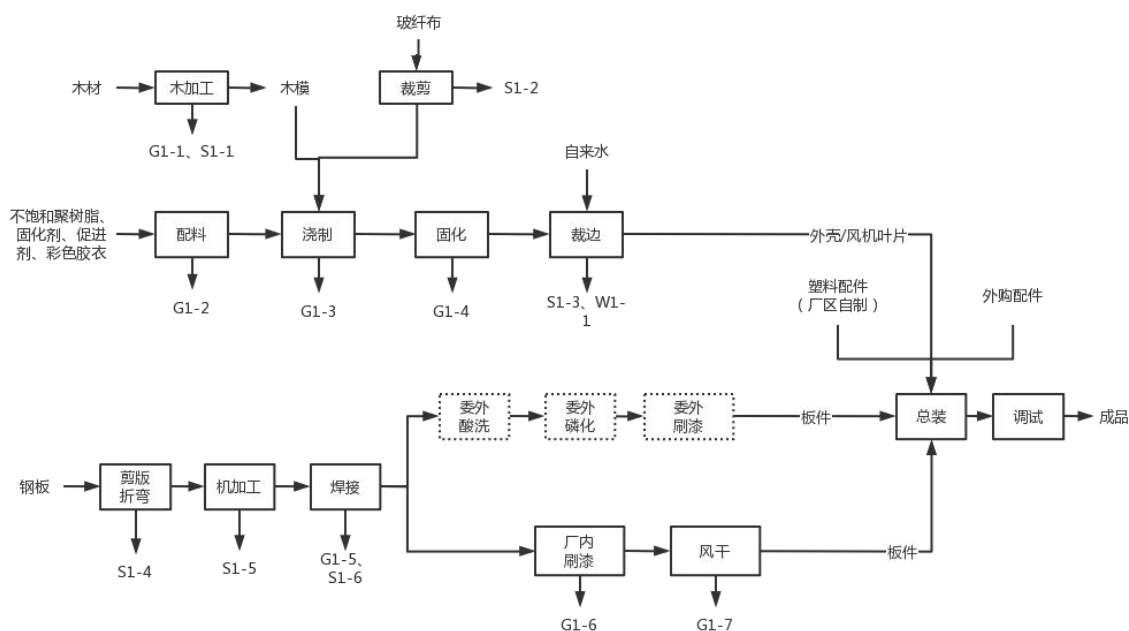 玻纤布
木材
木加工
木模
裁剪
S1-2
G1-1、S1-1
自来水
不饱和聚树脂、
固化剂、促进
剂、彩色胶衣
配料
浇制
固化
裁边
外壳/风机叶片
G1-2
G1-3
G1-4
S1-3、W1-
1
塑料配件
（厂区自制）
外购配件
委外
酸洗
委外
磷化
委外
刷漆
板件
总装
调试
成品
钢板
剪版
折弯
机加工
焊接
S1-4
S1-5
G1-5、
S1-6
厂内
刷漆
风干
板件
G1-6
G1-7